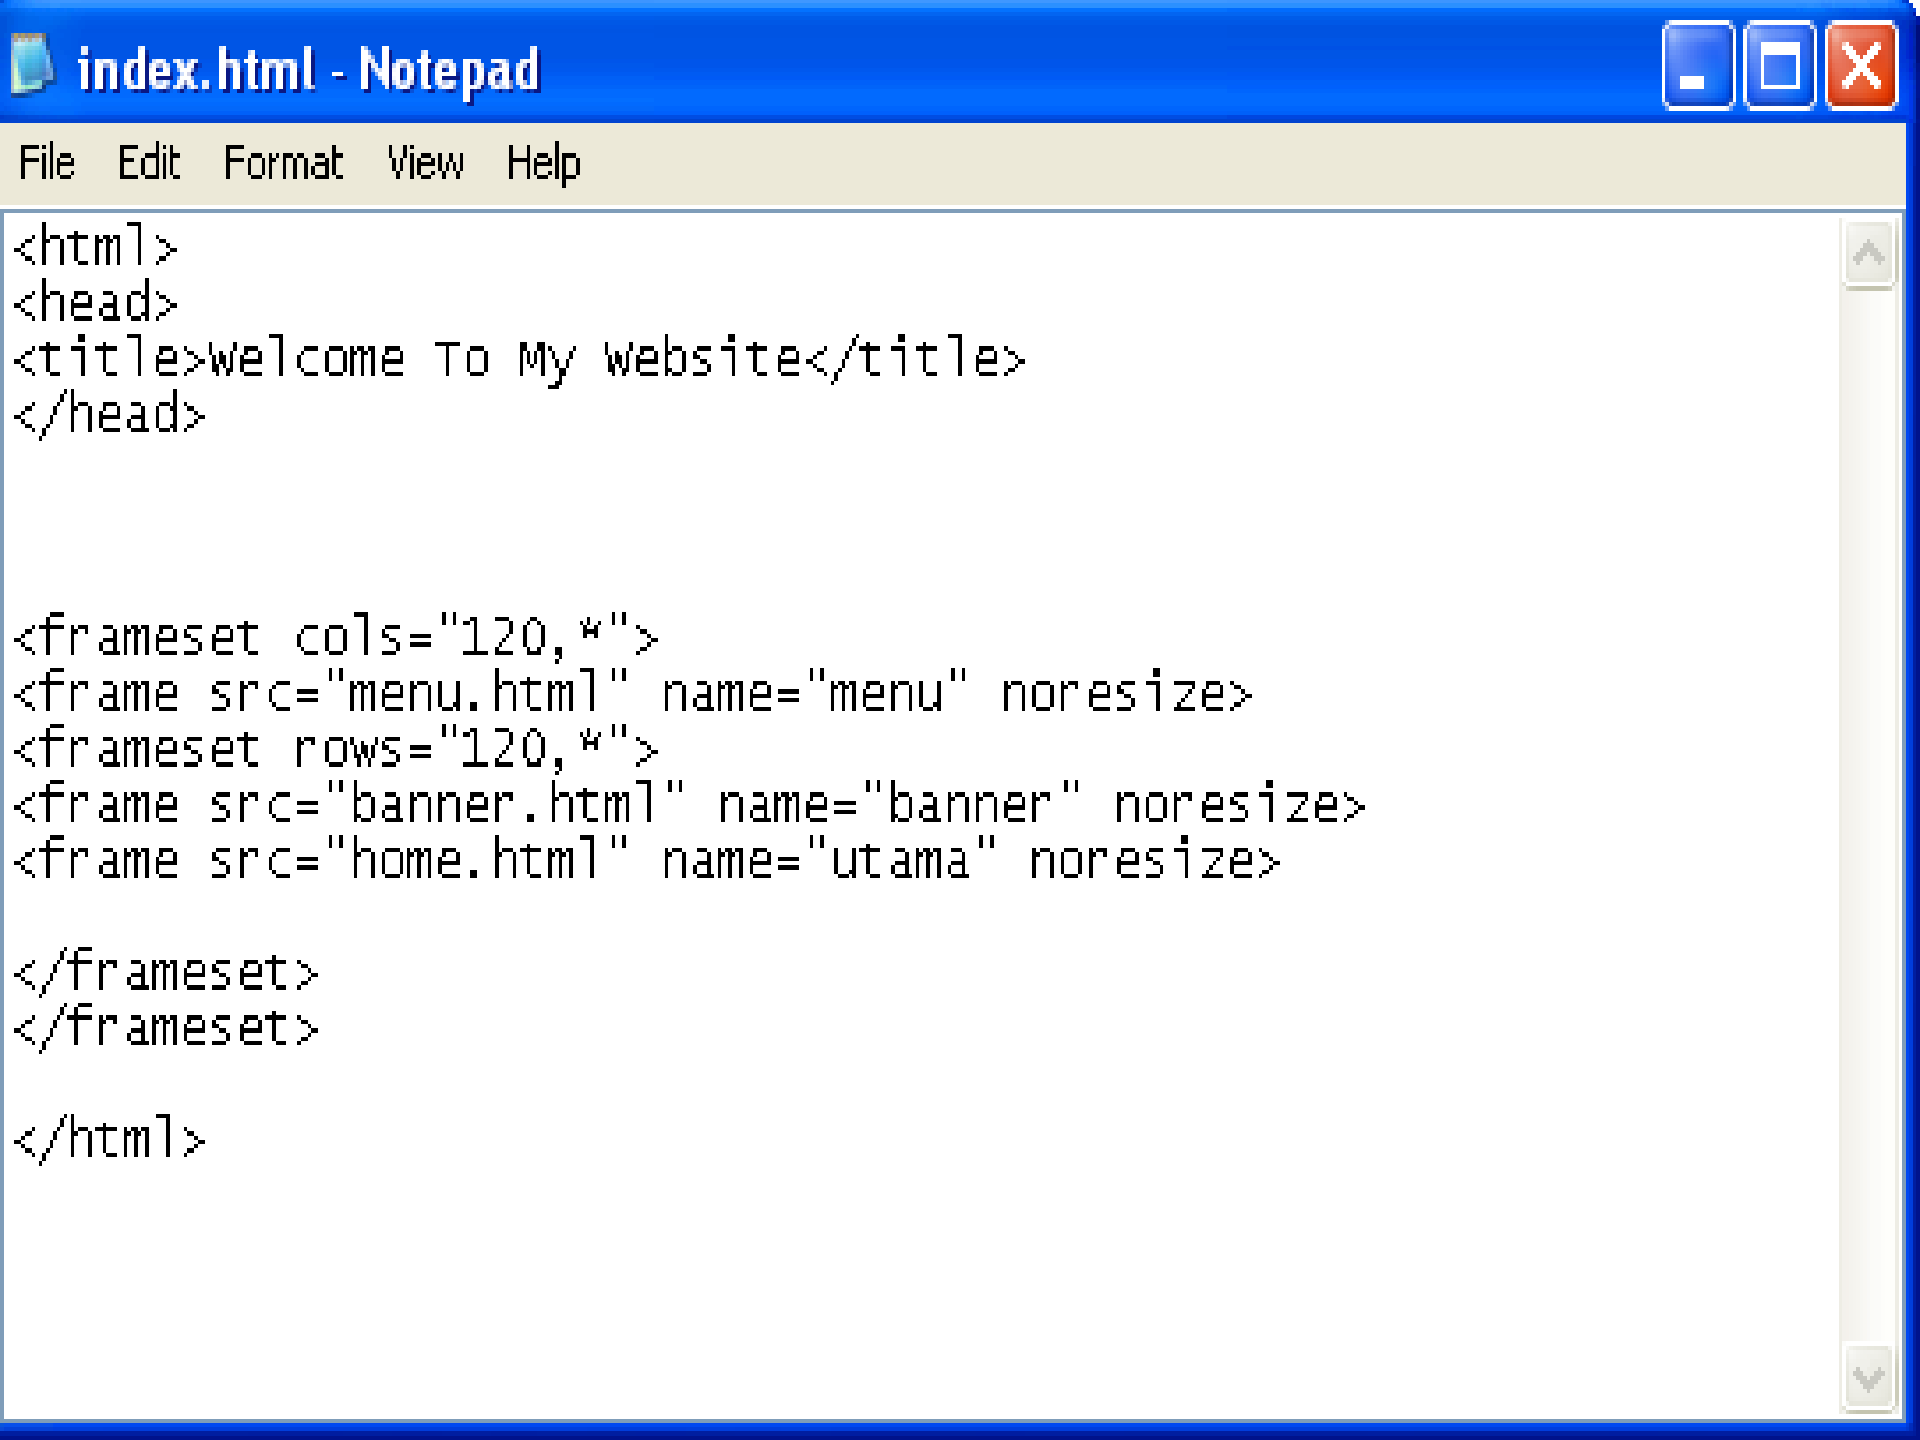 index.html - Notepad
File Edit Format View Help
<html>
<head>
<title>Welcome To My Website</title>
</head>
<frameset cols="120,*">
<frame src="menu.html" name="menu" noresize>
<frameset rows="120,*">
<frame src="banner.html" name="banner" noresize>
<frame src="home.html" name="utama" noresize>
</frameset>
</frameset>
</html>